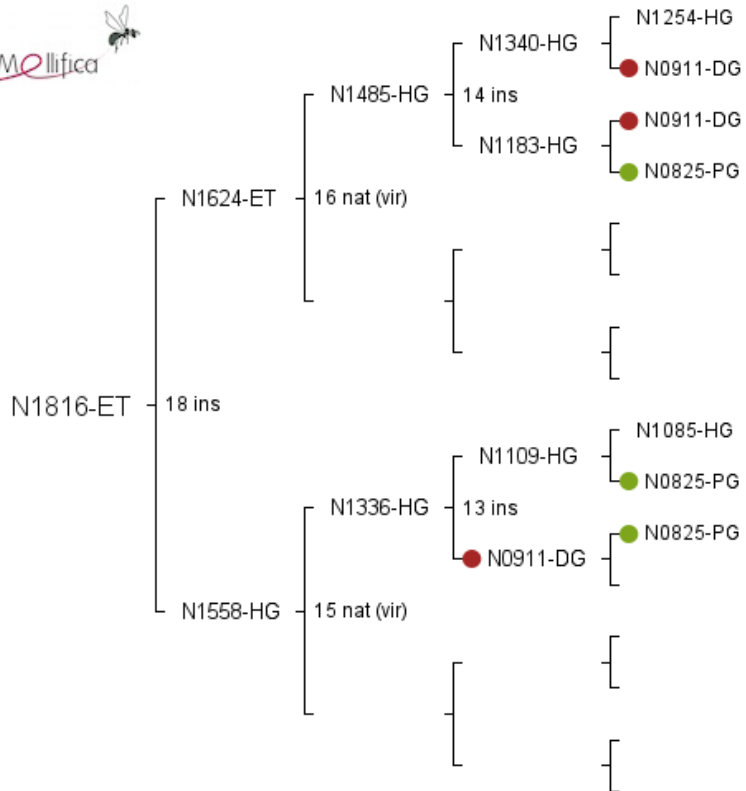 Mellifica
N1254-HG
N1340-HG
N0911-DG
N1485-HG
14 ins
N0911-DG
N1183-HG
N0825-PG
N1624-ET
16 nat (vir)
N1816-ET
18 ins
N1085-HG
N1109-HG
N0825-PG
N1336-HG
13 ins
N0825-PG
N0911-DG
N1558-HG
15 nat (vir)